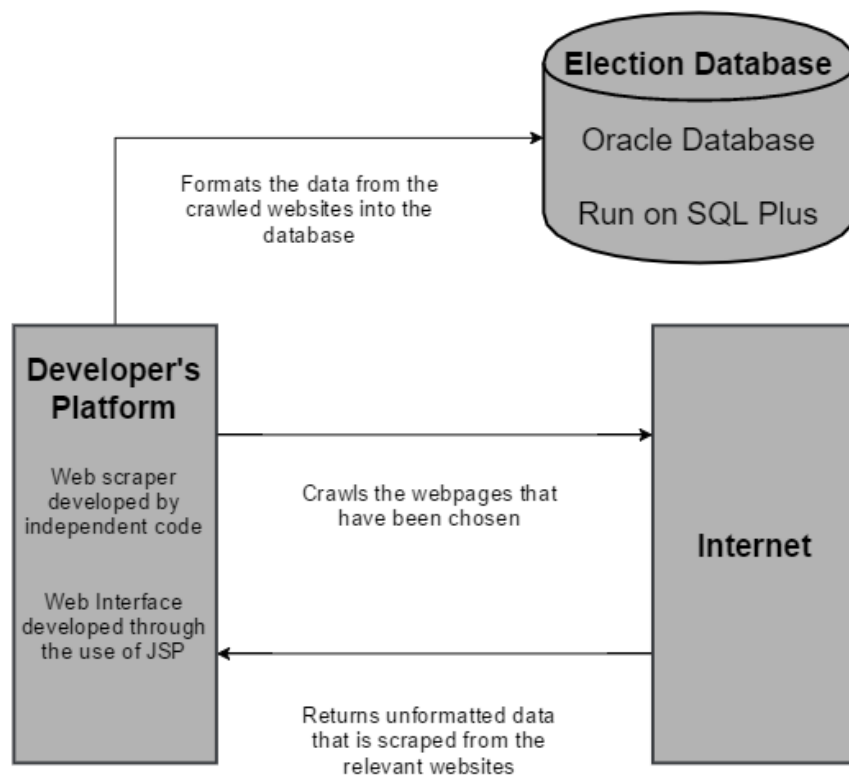 Election Database
Oracle Database
Run on SQL Plus
Formats the data from the
crawled websites into the
database
Developer's
Platform
Web scraper
developed by
independent code
Web Interface
developed through
the use of JSP
Crawls the webpages that
have been chosen
Internet
Returns unformatted data
that is scraped from the
relevant websites